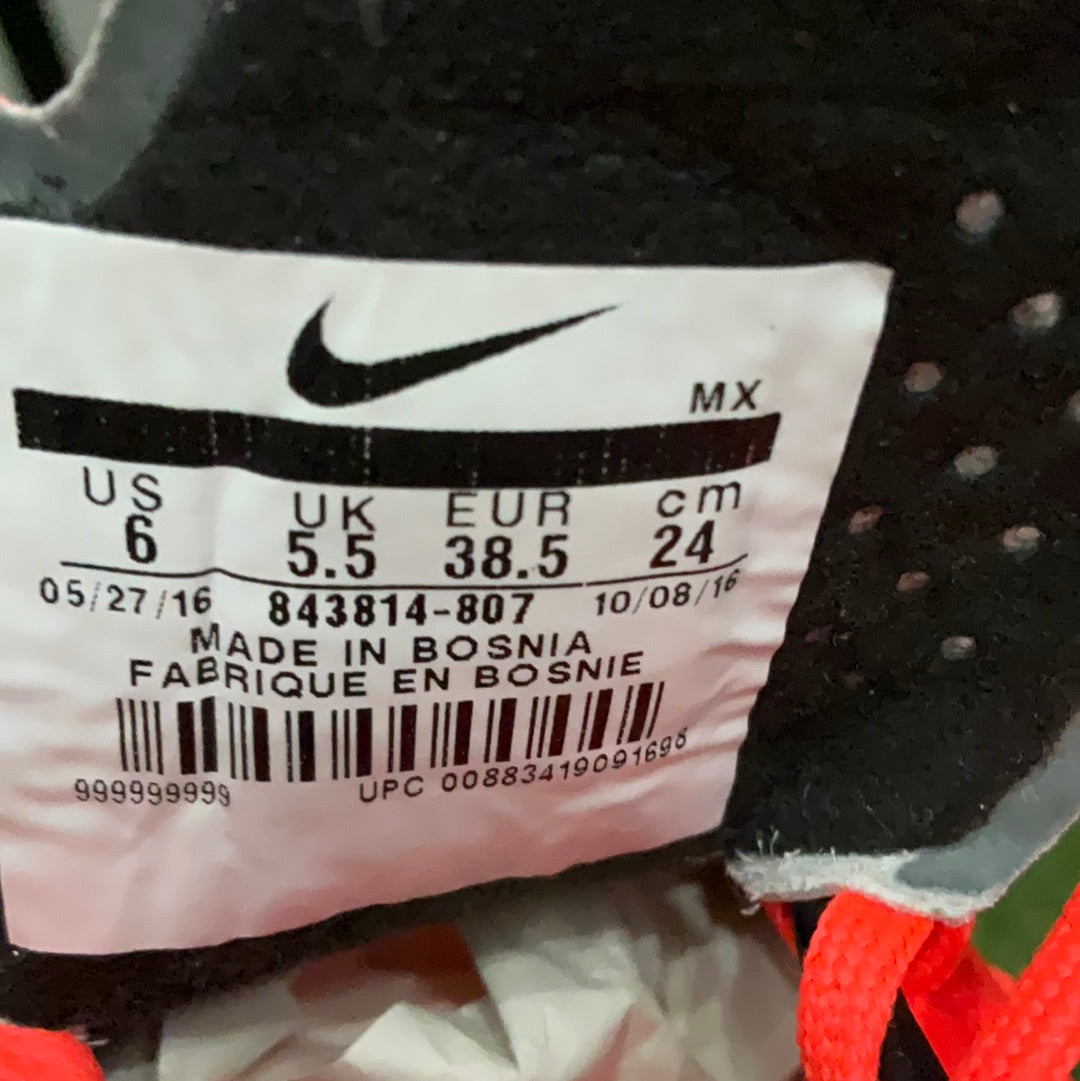 MX
US UK EUR cm
6 5.5 38.5 24
05/27/16 843814-807 10/08/16
MADE IN BOSNIA
FABRIQUE EN BOSNIE
999999999 UPC 00883419091698